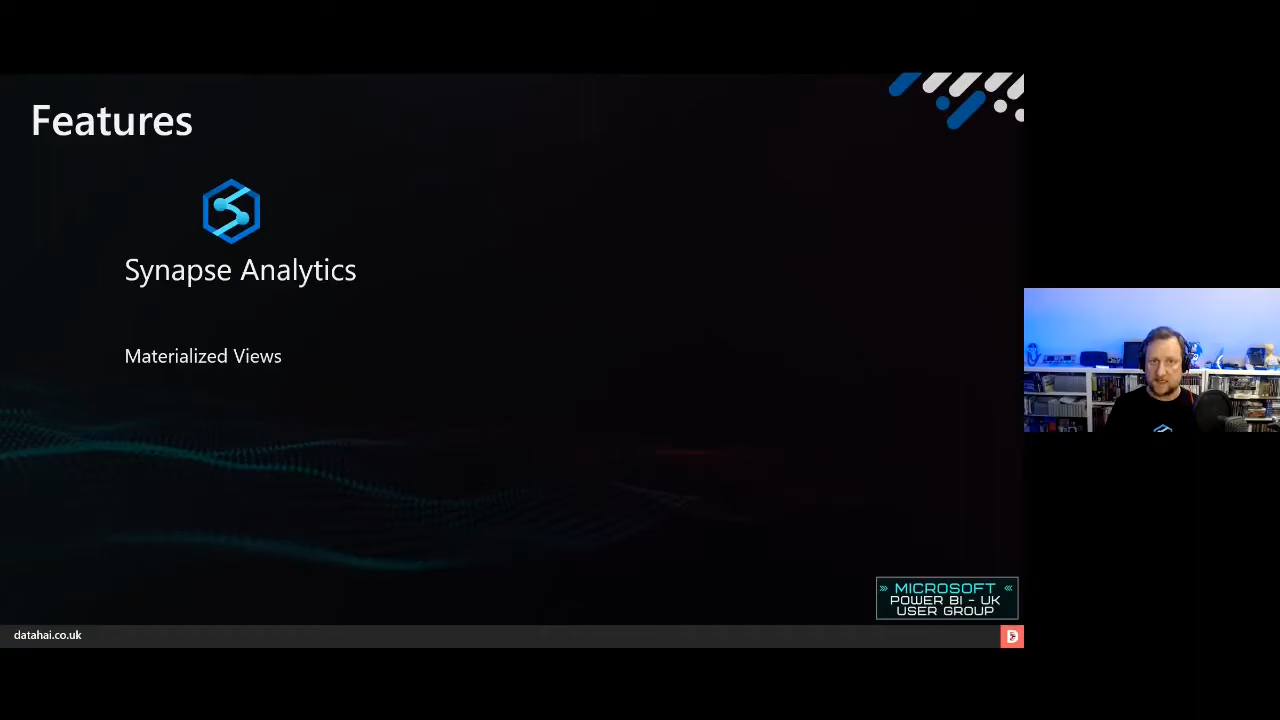 Features
Synapse Analytics
Materialized Views
MICROSOFT
POWER BI - UK
USER GROUP
datahai.co.uk